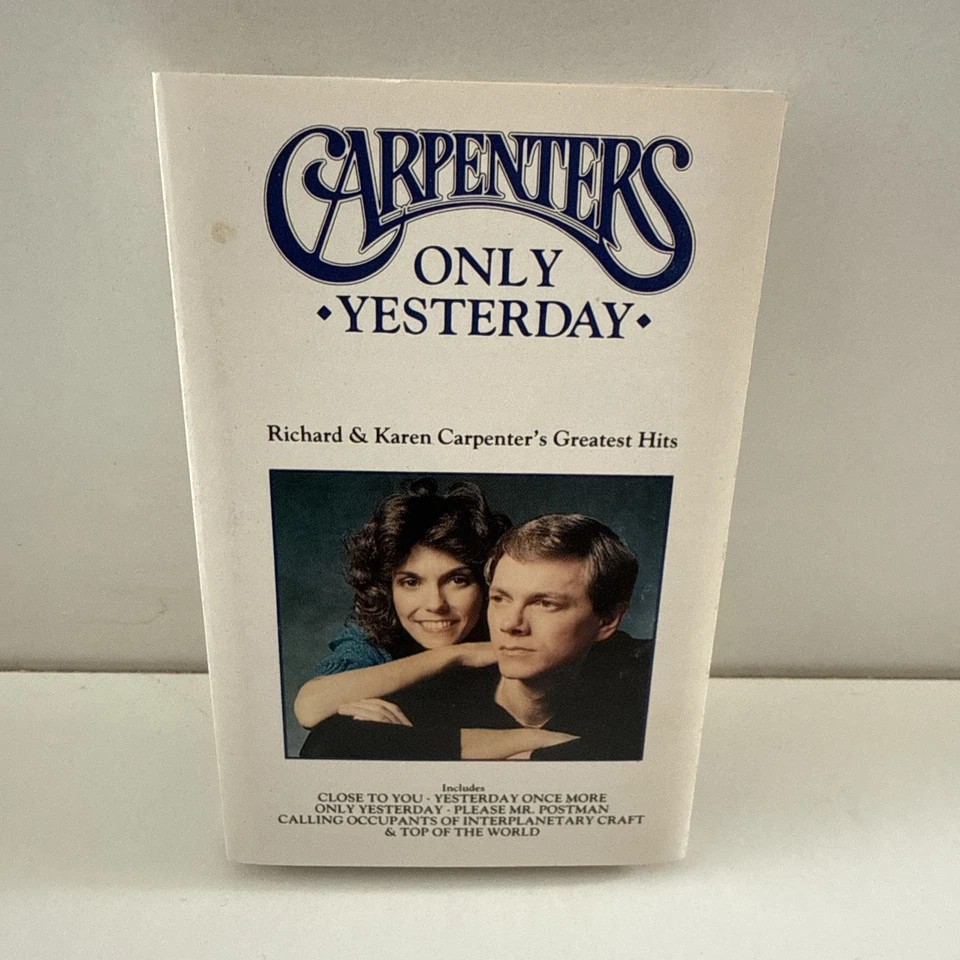 CARPENTERS
ONLY
◆YESTERDAY◆
Richard & Karen Carpenter's Greatest Hits
Includes
CLOSE TO YOU · YESTERDAY ONCE MORE
ONLY YESTERDAY · PLEASE MR. POSTMAN
CALLING OCCUPANTS OF INTERPLANETARY CRAFT
& TOP OF THE WORLD